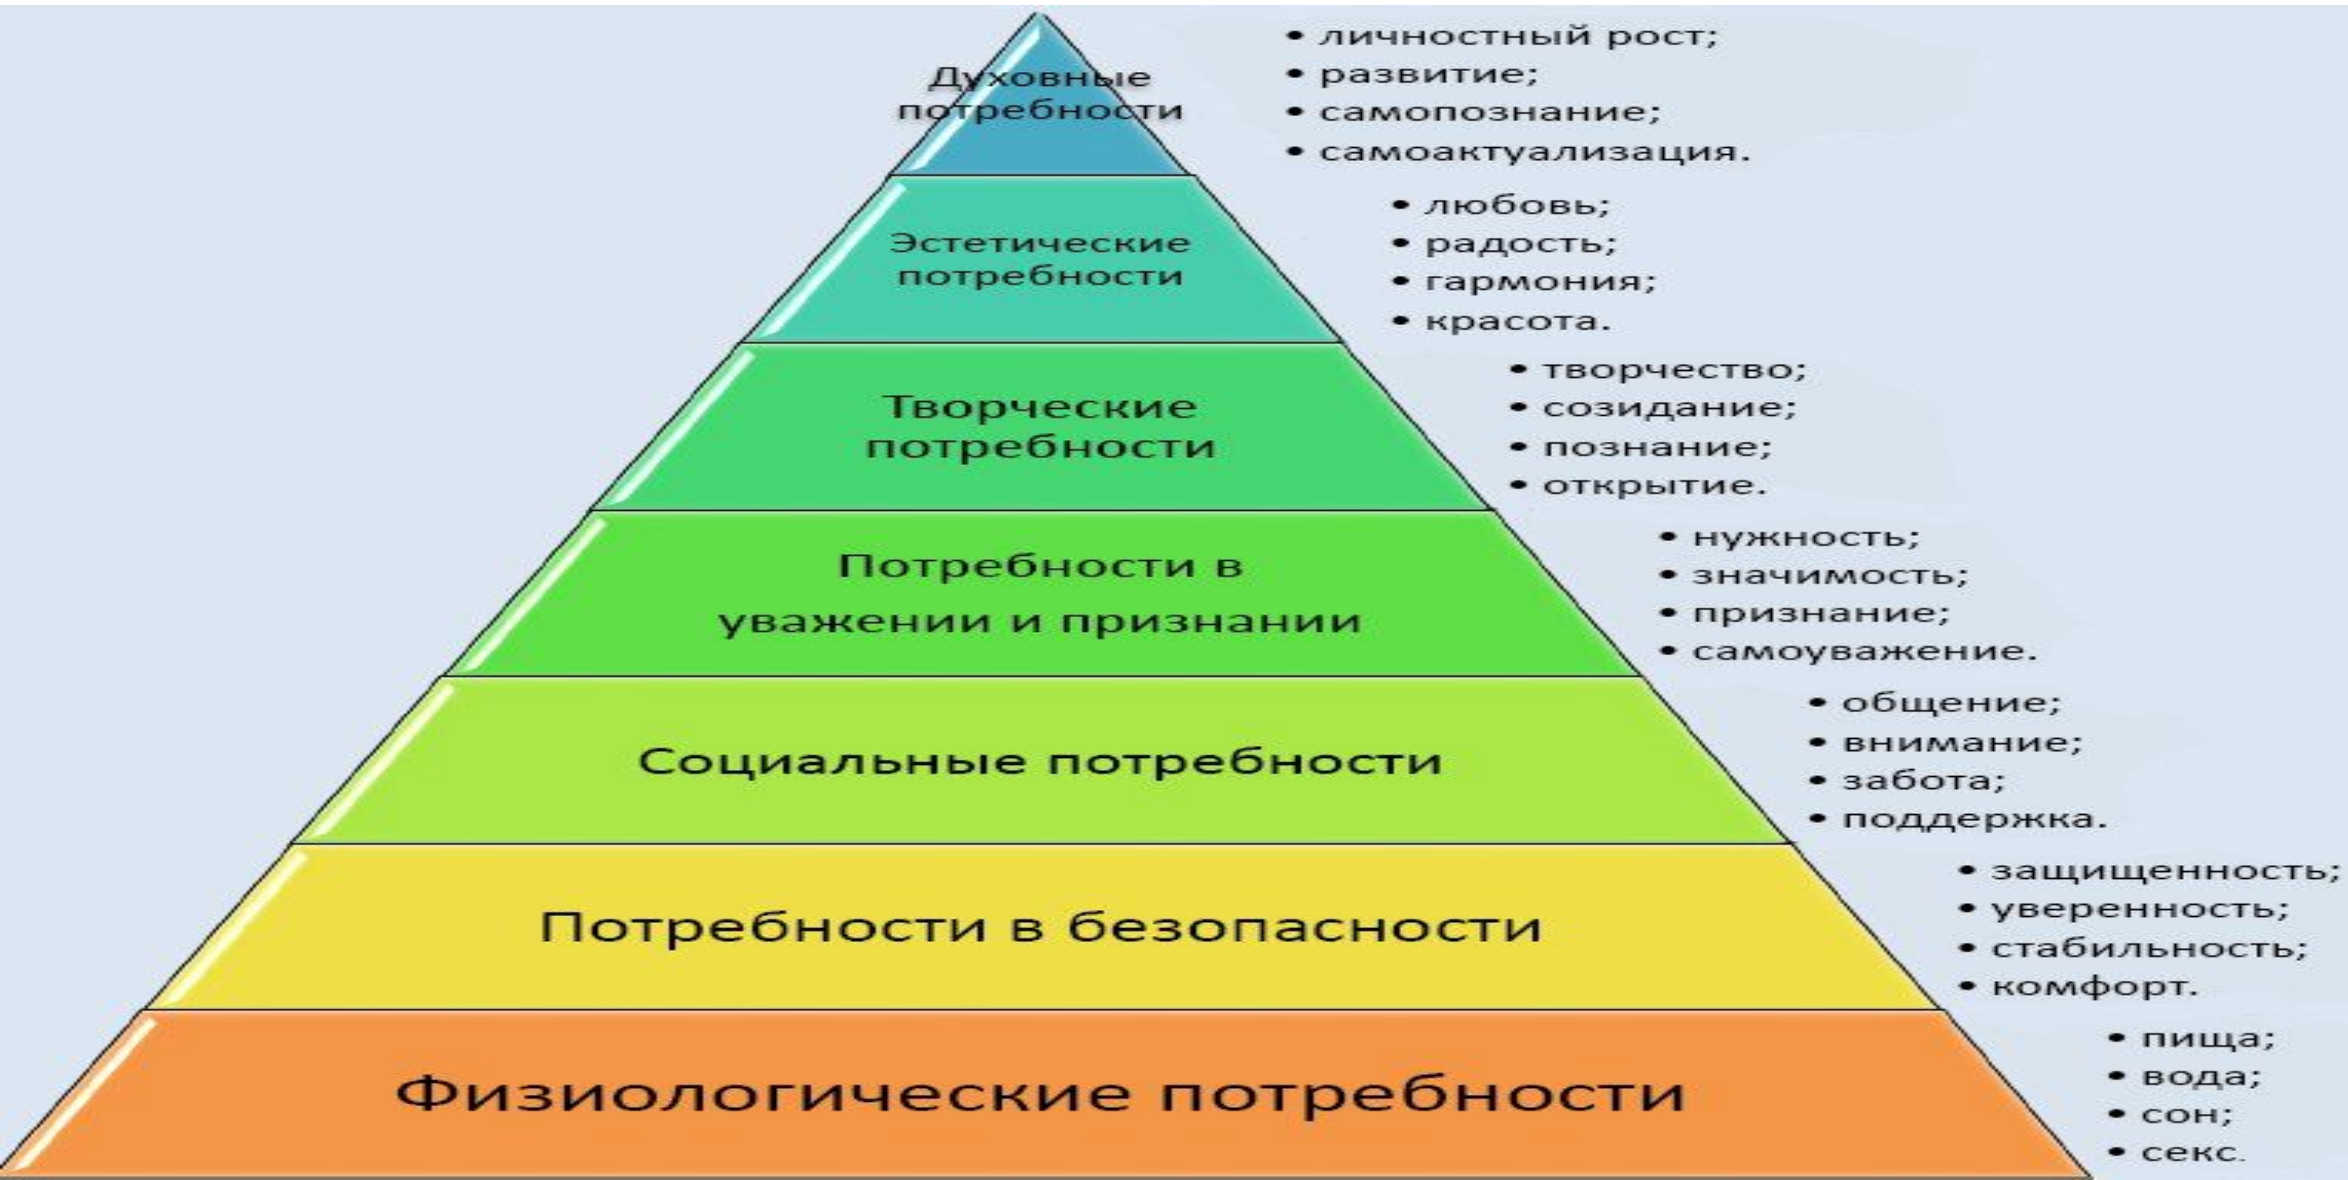 Духовные
потребности
• личностный рост;
• развитие;
• самопознание;
• самоактуализация.
Эстетические
потребности
• любовь;
• радость;
• гармония;
• красота.
Творческие
потребности
• творчество;
• созидание;
• познание;
• открытие.
Потребности в
уважении и признании
• нужность;
• значимость;
• признание;
• самоуважение.
Социальные потребности
• общение;
• внимание;
• забота;
• поддержка.
Потребности в безопасности
• защищенность;
• уверенность;
• стабильность;
• комфорт.
Физиологические потребности
• пища;
• вода;
• сон;
• секс.